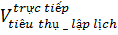 V trực tiếp
tiêu thụ _ lập lịch